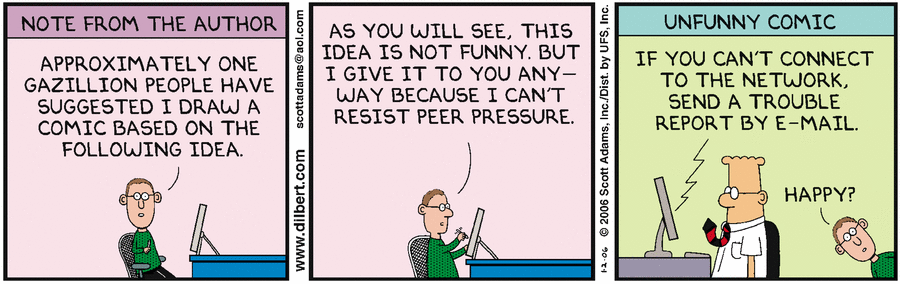 NOTE FROM THE AUTHOR
APPROXIMATELY ONE
GAZILLION PEOPLE HAVE
SUGGESTED I DRAW A
COMIC BASED ON THE
FOLLOWING IDEA.
www.dilbert.com scottadams@aol.com
AS YOU WILL SEE, THIS
IDEA IS NOT FUNNY. BUT
I GIVE IT TO YOU ANY-
WAY BECAUSE I CAN'T
RESIST PEER PRESSURE.
1-2-06 © 2006 Scott Adams, Inc./Dist. by UFS, Inc.
UNFUNNY COMIC
IF YOU CAN'T CONNECT
TO THE NETWORK,
SEND A TROUBLE
REPORT BY E-MAIL.
HAPPY?